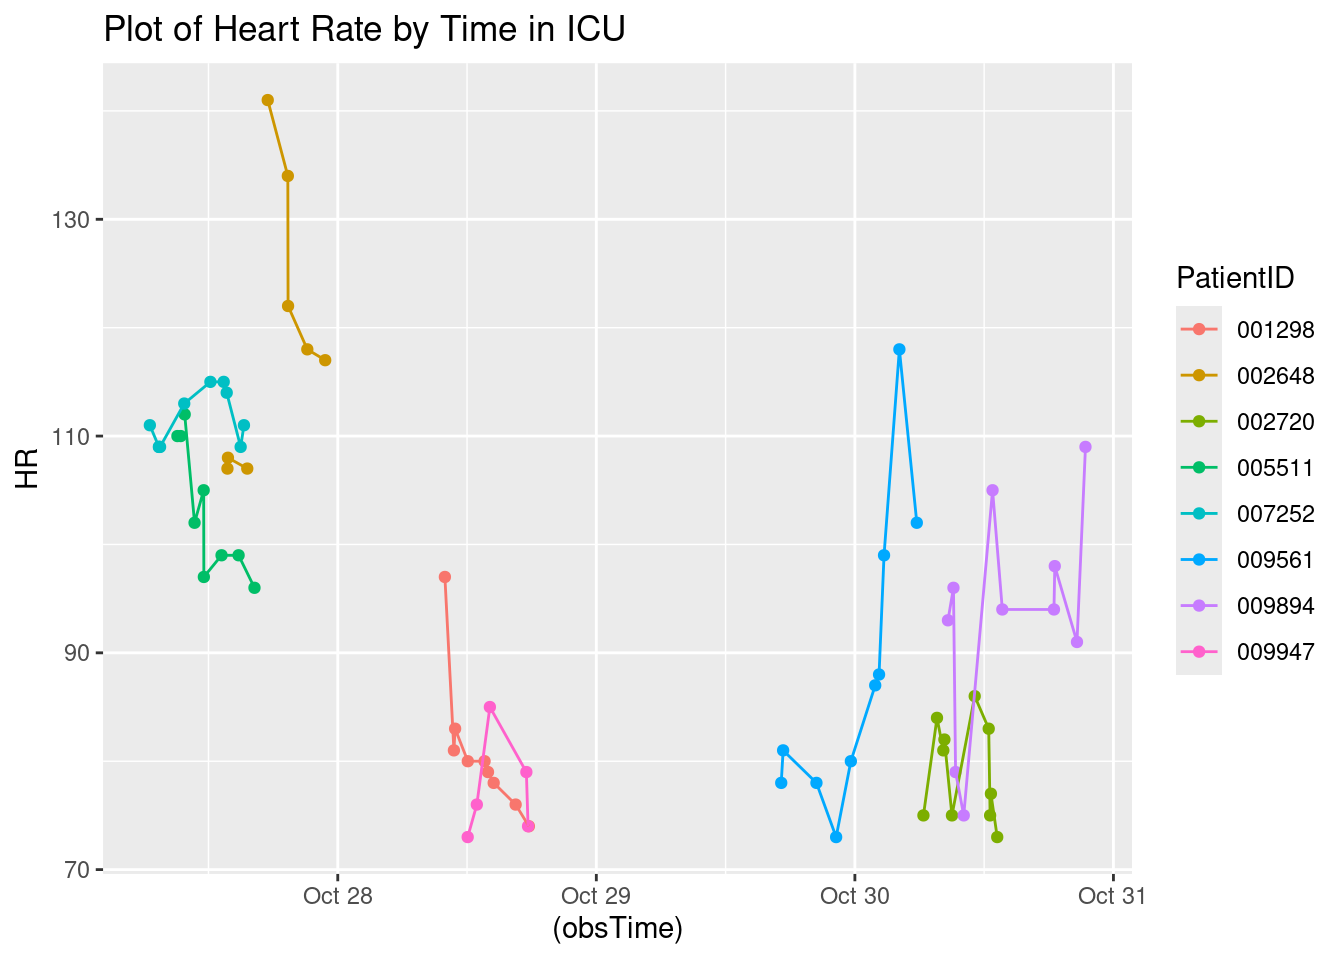 Plot of Heart Rate by Time in ICU
HR
130
110
90
70
Oct 28
Oct 29
Oct 30
Oct 31
(obsTime)
PatientID
001298
002648
002720
005511
007252
009561
009894
009947